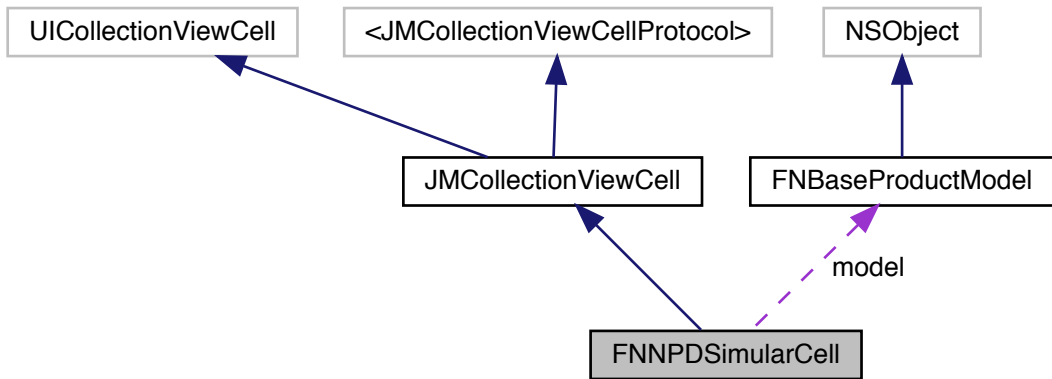 UICollectionViewCell
<JMCollectionViewCellProtocol>
NSObject
JMCollectionViewCell
FNBaseProductModel
model
FNNPDSimularCell